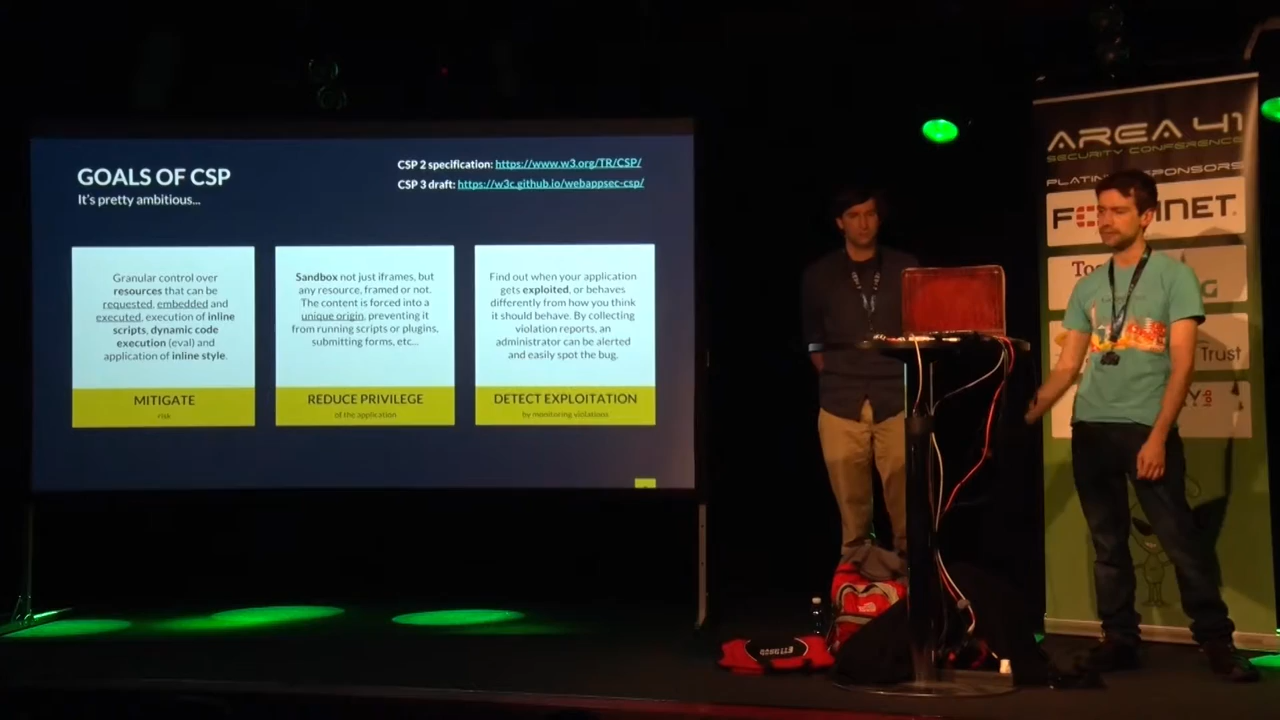 GOALS OF CSP
It's pretty ambitious...
CSP 2 specification: https://www.w3.org/TR/CSP/
CSP 3 draft: https://w3c.github.io/webappsec-csp/
Granular control over
resources that can be
requested, embedded and
executed, execution of inline
scripts, dynamic code
execution (eval) and
application of inline style.
MITIGATE
risk
Sandbox not just iframes, but
any resource, framed or not.
The content is forced into a
unique origin, preventing it
from running scripts or plugins,
submitting forms, etc...
REDUCE PRIVILEGE
of the application
Find out when your application
gets exploited, or behaves
differently from how you think
it should behave. By collecting
violation reports, an
administrator can be alerted
and easily spot the bug.
DETECT EXPLOITATION
by monitoring violations
AREA 41
SECURITY CONFERENCE
Trust